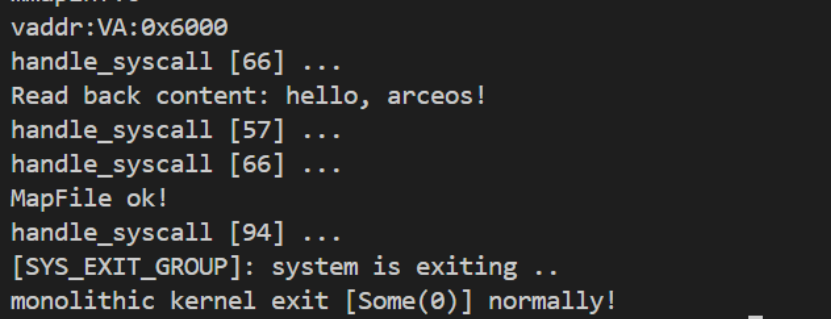 vaddr:VA:0x6000
handle_syscall [66] ...
Read back content: hello, arceos!
handle_syscall [57] ...
handle_syscall [66] ...
MapFile ok!
handle_syscall [94] ...
[SYS_EXIT_GROUP]: system is exiting ..
monolithic kernel exit [Some(0)] normally!